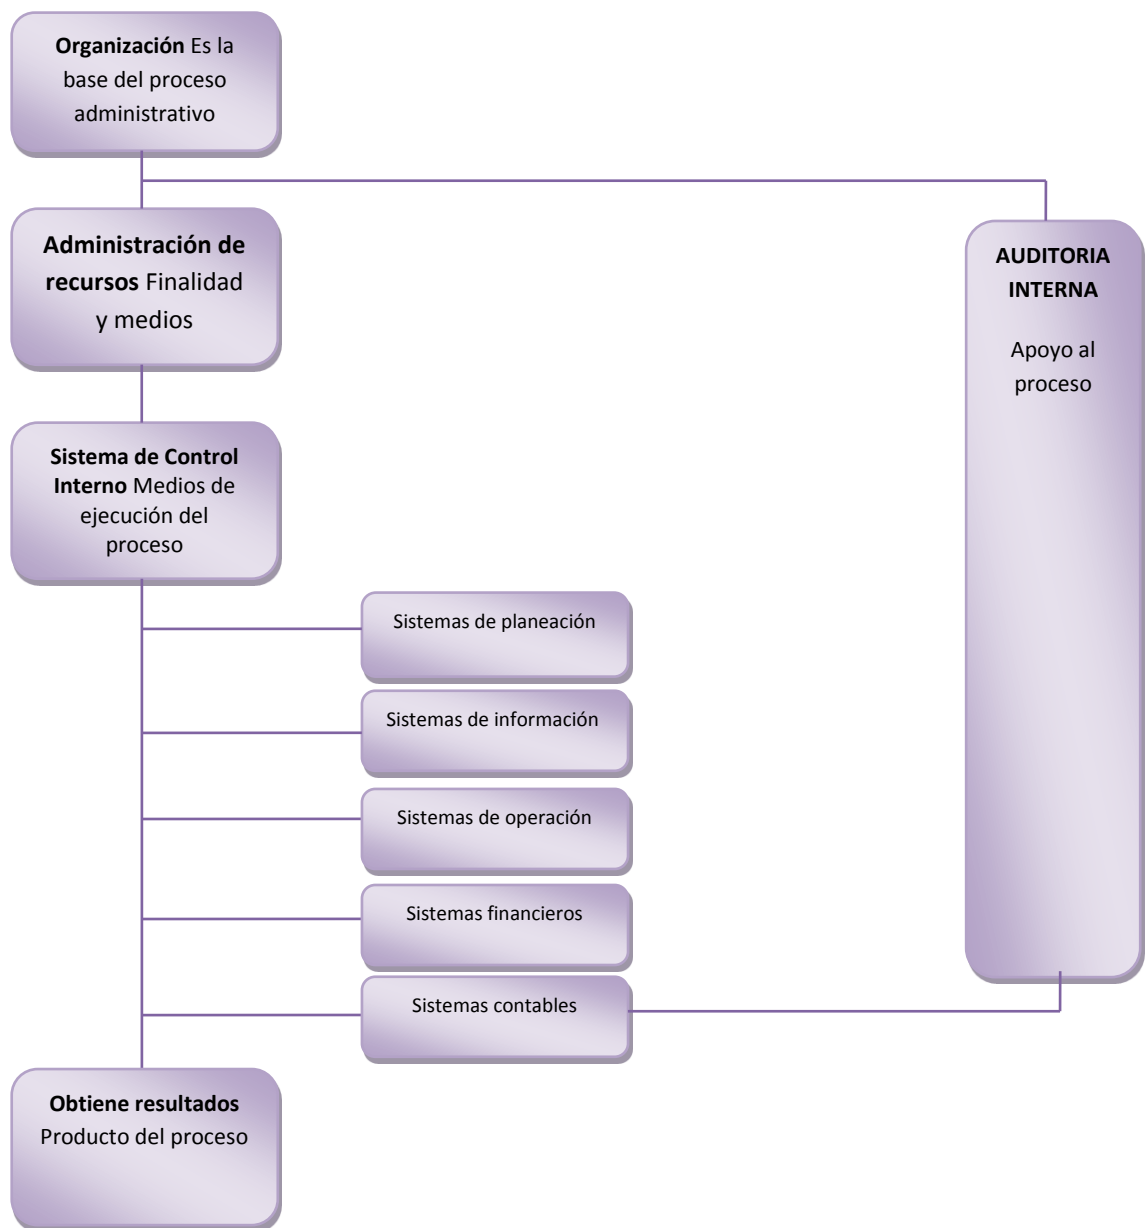 Organización Es la
base del proceso
administrativo
Administración de
recursos Finalidad
y medios
AUDITORIA
INTERNA
Apoyo al
proceso
Sistema de Control
Interno Medios de
ejecución del
proceso
Sistemas de planeación
Sistemas de información
Sistemas de operación
Sistemas financieros
Sistemas contables
Obtiene resultados
Producto del proceso